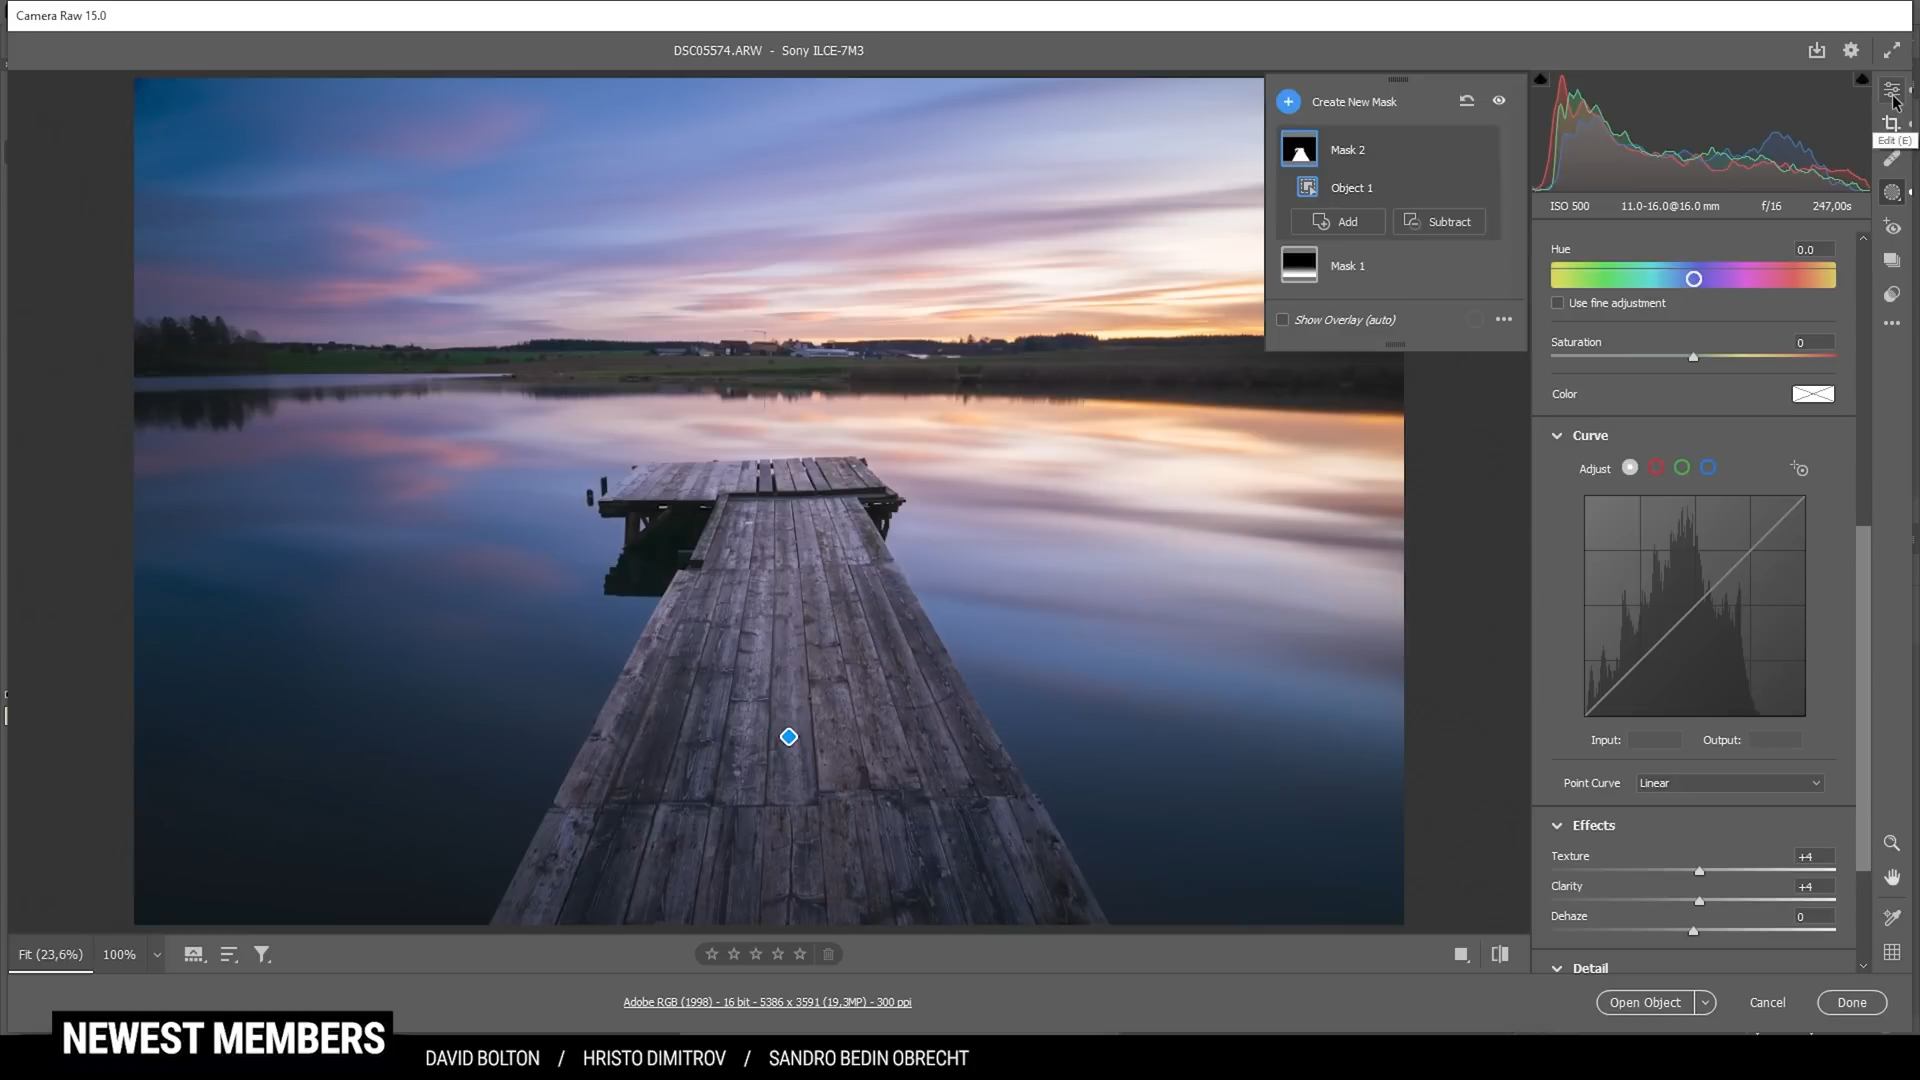 Camera Raw 15.0
DSC05574.ARW - Sony ILCE-7M3
Create New Mask
Mask 2
Object 1
Add
Subtract
Mask 1
Show Overlay (auto)
Edit (E)
ISO 500
11.0-16.0@16.0 mm
f/16
247,00s
Hue
0.0
Use fine adjustment
Saturation
0
Color
Curve
Adjust
Input:
Output:
Point Curve
Linear
Effects
Texture
+4
Clarity
+4
Dehaze
0
Detail
Fit (23,6%)
100%
Adobe RGB (1998) - 16 bit - 5386 x 3591 (19,3MP) - 300 ppi
Open Object
Cancel
Done
NEWEST MEMBERS
DAVID BOLTON / HRISTO DIMITROV / SANDRO BEDIN OBRECHT